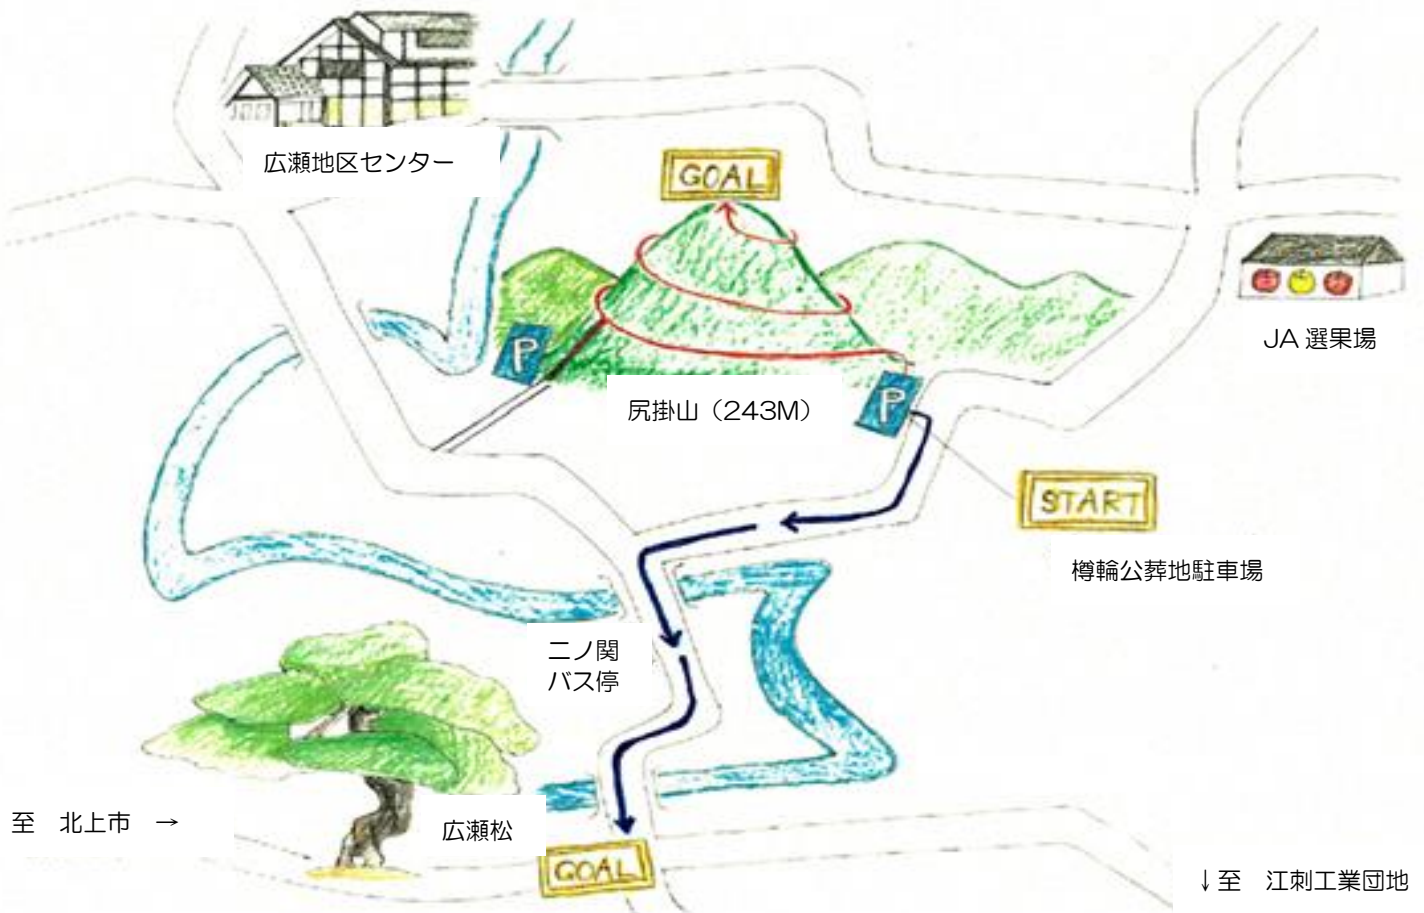 広瀬地区センター
GOAL
JA 選果場
P
尻掛山（243M）
P
START
樽輪公葬地駐車場
二ノ関
バス停
至　北上市　→
広瀬松
GOAL
↓至　江刺工業団地